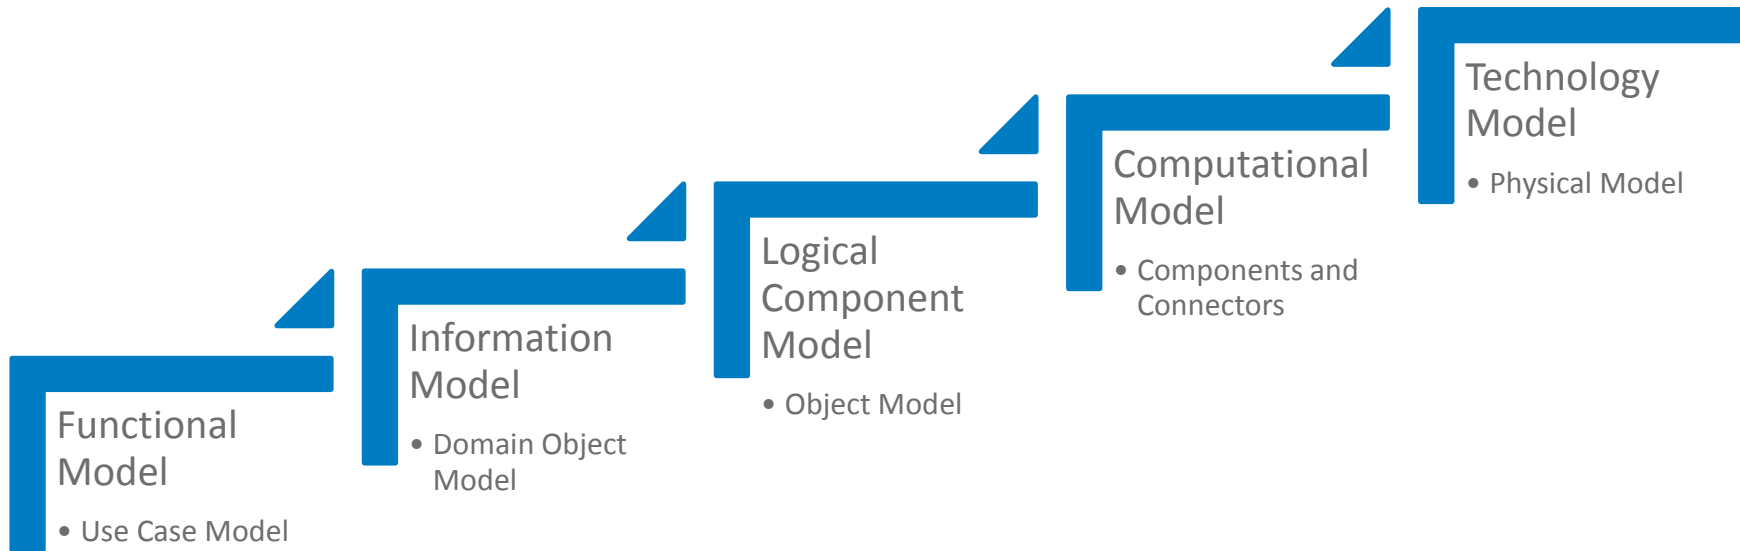 Functional
Model
• Use Case Model
Information
Model
• Domain Object
Model
Logical
Component
Model
• Object Model
Computational
Model
• Components and
Connectors
Technology
Model
• Physical Model